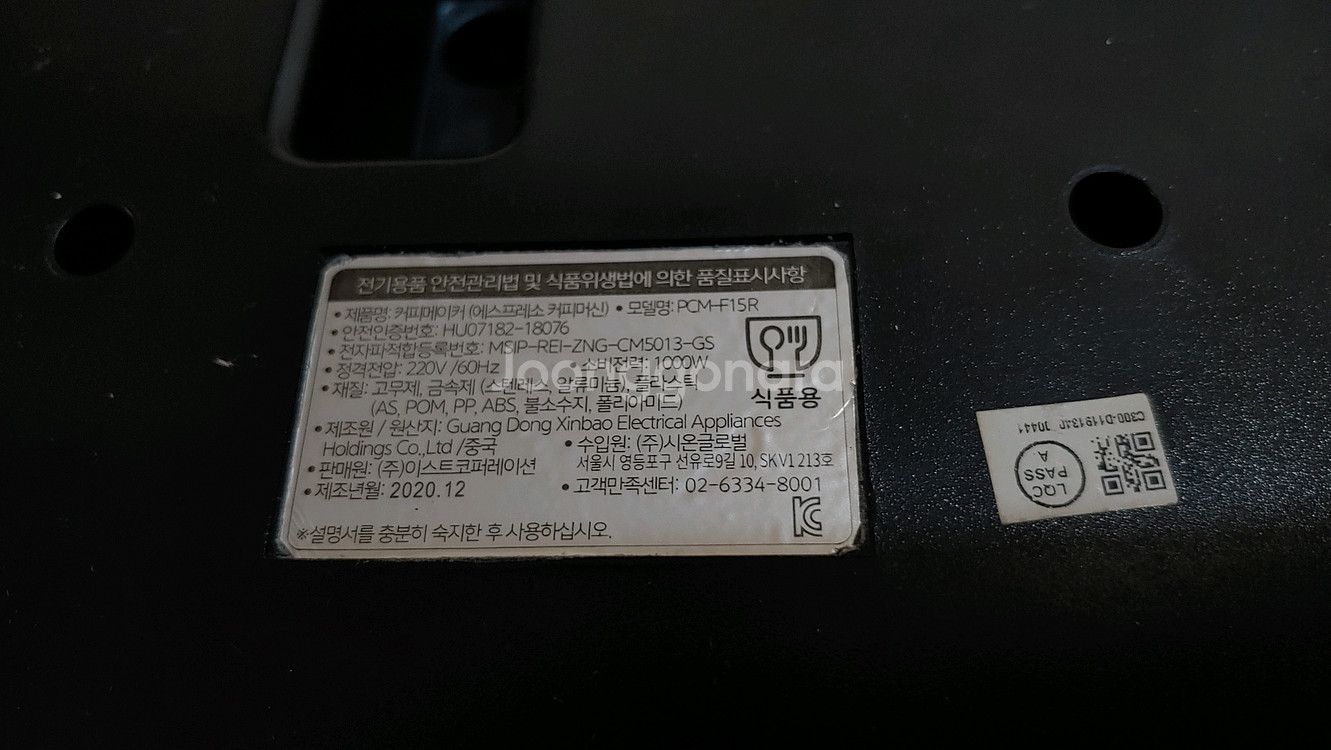 전기용품 안전관리법 및 식품위생법에 의한 품질표시사항
• 제품명: 커피메이커 (에스프레소 커피머신) • 모델명: PCM-F15R
• 안전인증번호: HU07182-18076
• 전자파적합등록번호: MSIP-REI-ZNG-CM5013-GS
• 정격전압: 220V /60Hz • 소비전력: 1000W
• 재질: 고무제, 금속제 (스텐레스, 알류미늄), 플라스틱
(AS, POM, PP, ABS, 불소수지, 폴리아미드)
식품용
• 제조원 / 원산지: Guang Dong Xinbao Electrical Appliances
Holdings Co.,Ltd /중국
• 수입원: (주)시온글로벌
서울시 영등포구 선유로9길 10, SKV1 213호
• 판매원: (주)이스트코퍼레이션
• 제조년월: 2020.12
• 고객만족센터: 02-6334-8001
※설명서를 충분히 숙지한 후 사용하십시오.
Joonggonara
LQC
PASS
A